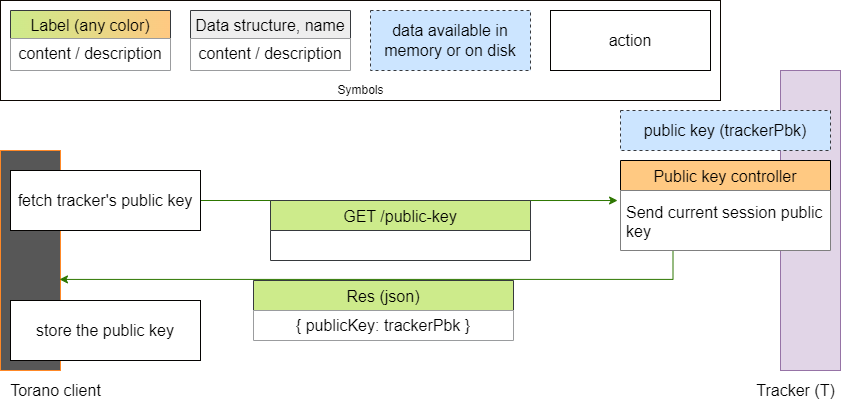 Label (any color)
content / description
Data structure, name
content / description
data available in
memory or on disk
action
Symbols
public key (trackerPbk)
Public key controller
Send current session public
key
fetch tracker's public key
GET /public-key
Res (json)
{ publicKey: trackerPbk }
store the public key
Torano client
Tracker (T)